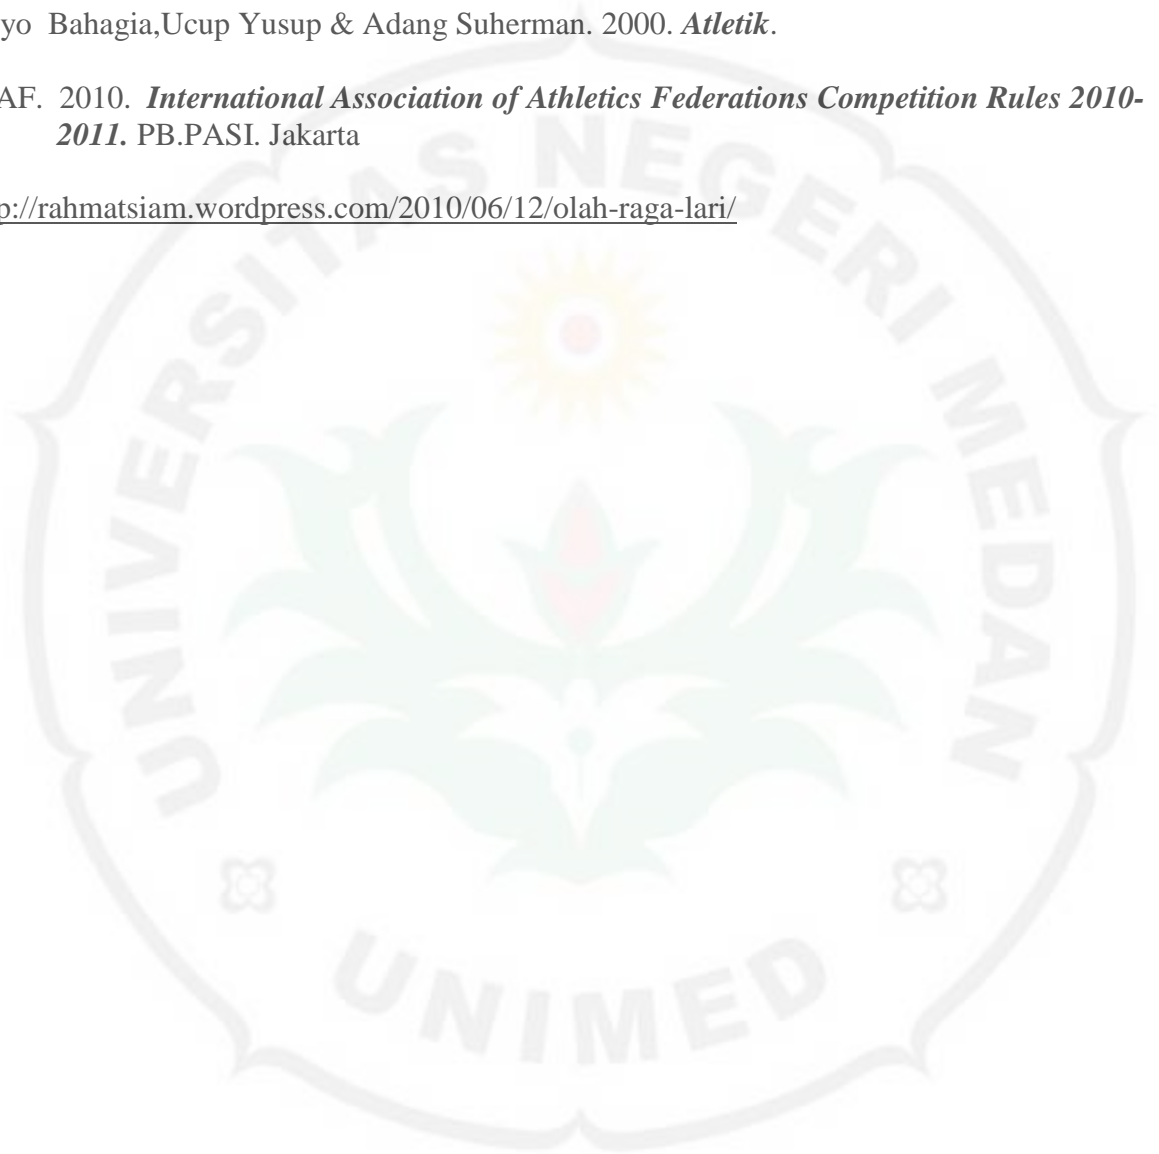 yo Bahagia,Ucup Yusup & Adang Suherman. 2000. Atletik.
AF. 2010. International Association of Athletics Federations Competition Rules 2010-
2011. PB.PASI. Jakarta
p://rahmatsiam.wordpress.com/2010/06/12/olah-raga-lari/
UNIVERSITAS NEGERI MEDAN
UNIMED